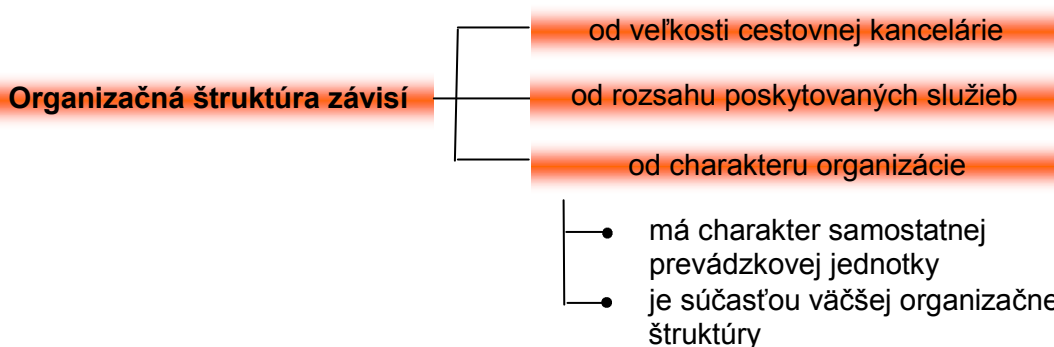 od veľkosti cestovnej kancelárie
Organizačná štruktúra závisí
od rozsahu poskytovaných služieb
od charakteru organizácie
má charakter samostatnej
prevádzkovej jednotky
je súčasťou väčšej organizačne
štruktúry